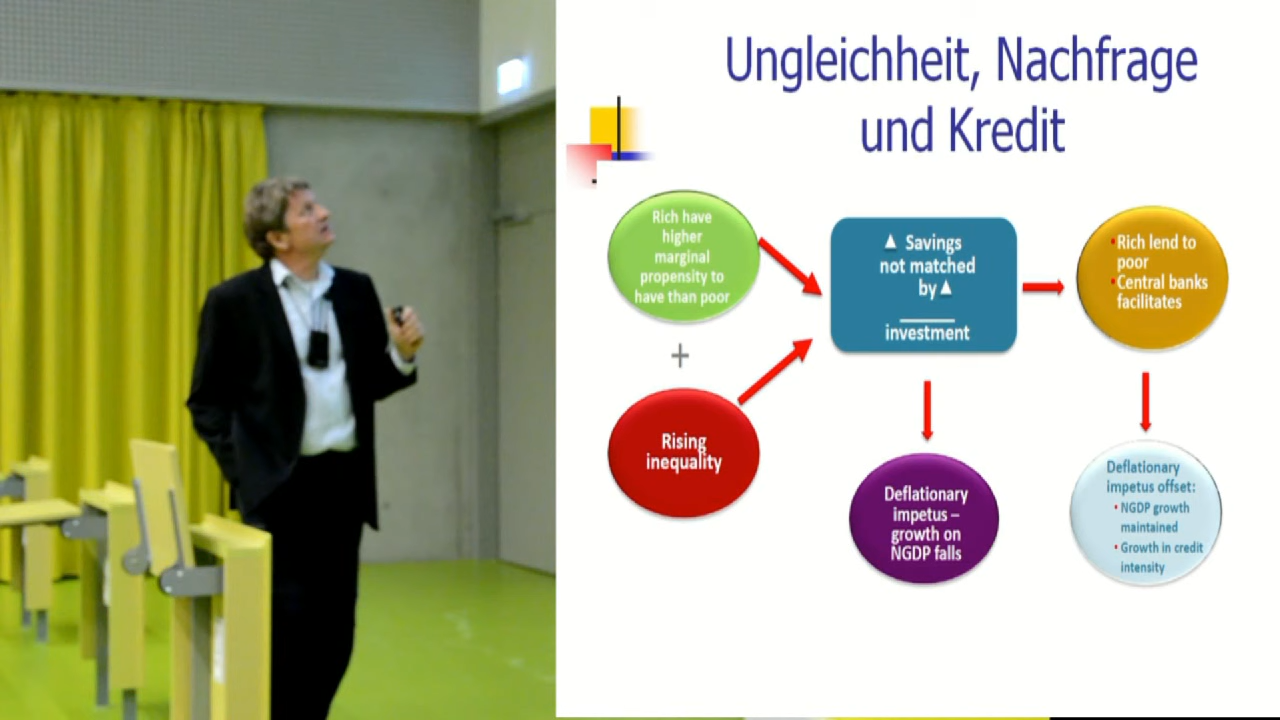 Ungleichheit, Nachfrage
und Kredit
Rich have
higher
marginal
propensity to
have than poor
+
Rising
inequality
▲ Savings
not matched
by ▲
______
investment
Deflationary
impetus –
growth on
NGDP falls
• Rich lend to
poor
• Central banks
facilitates
Deflationary
impetus offset:
• NGDP growth
maintained
• Growth in credit
intensity